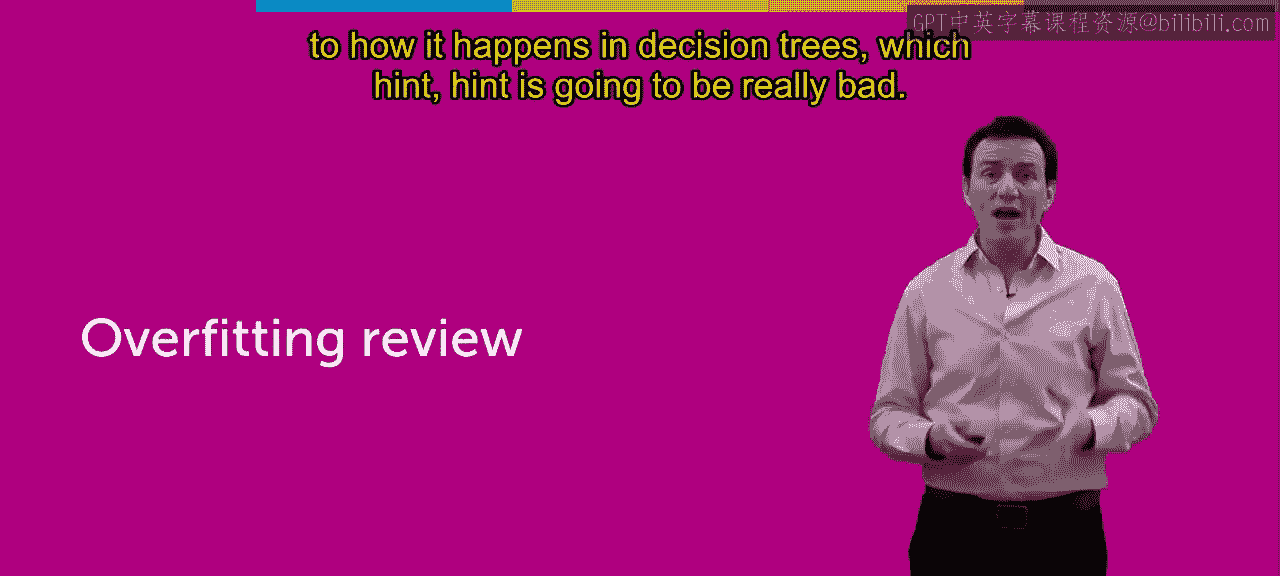 GPT中英字幕课程资源@bilibili.com
to how it happens in decision trees, which
hint, hint is going to be really bad.
Overfitting review